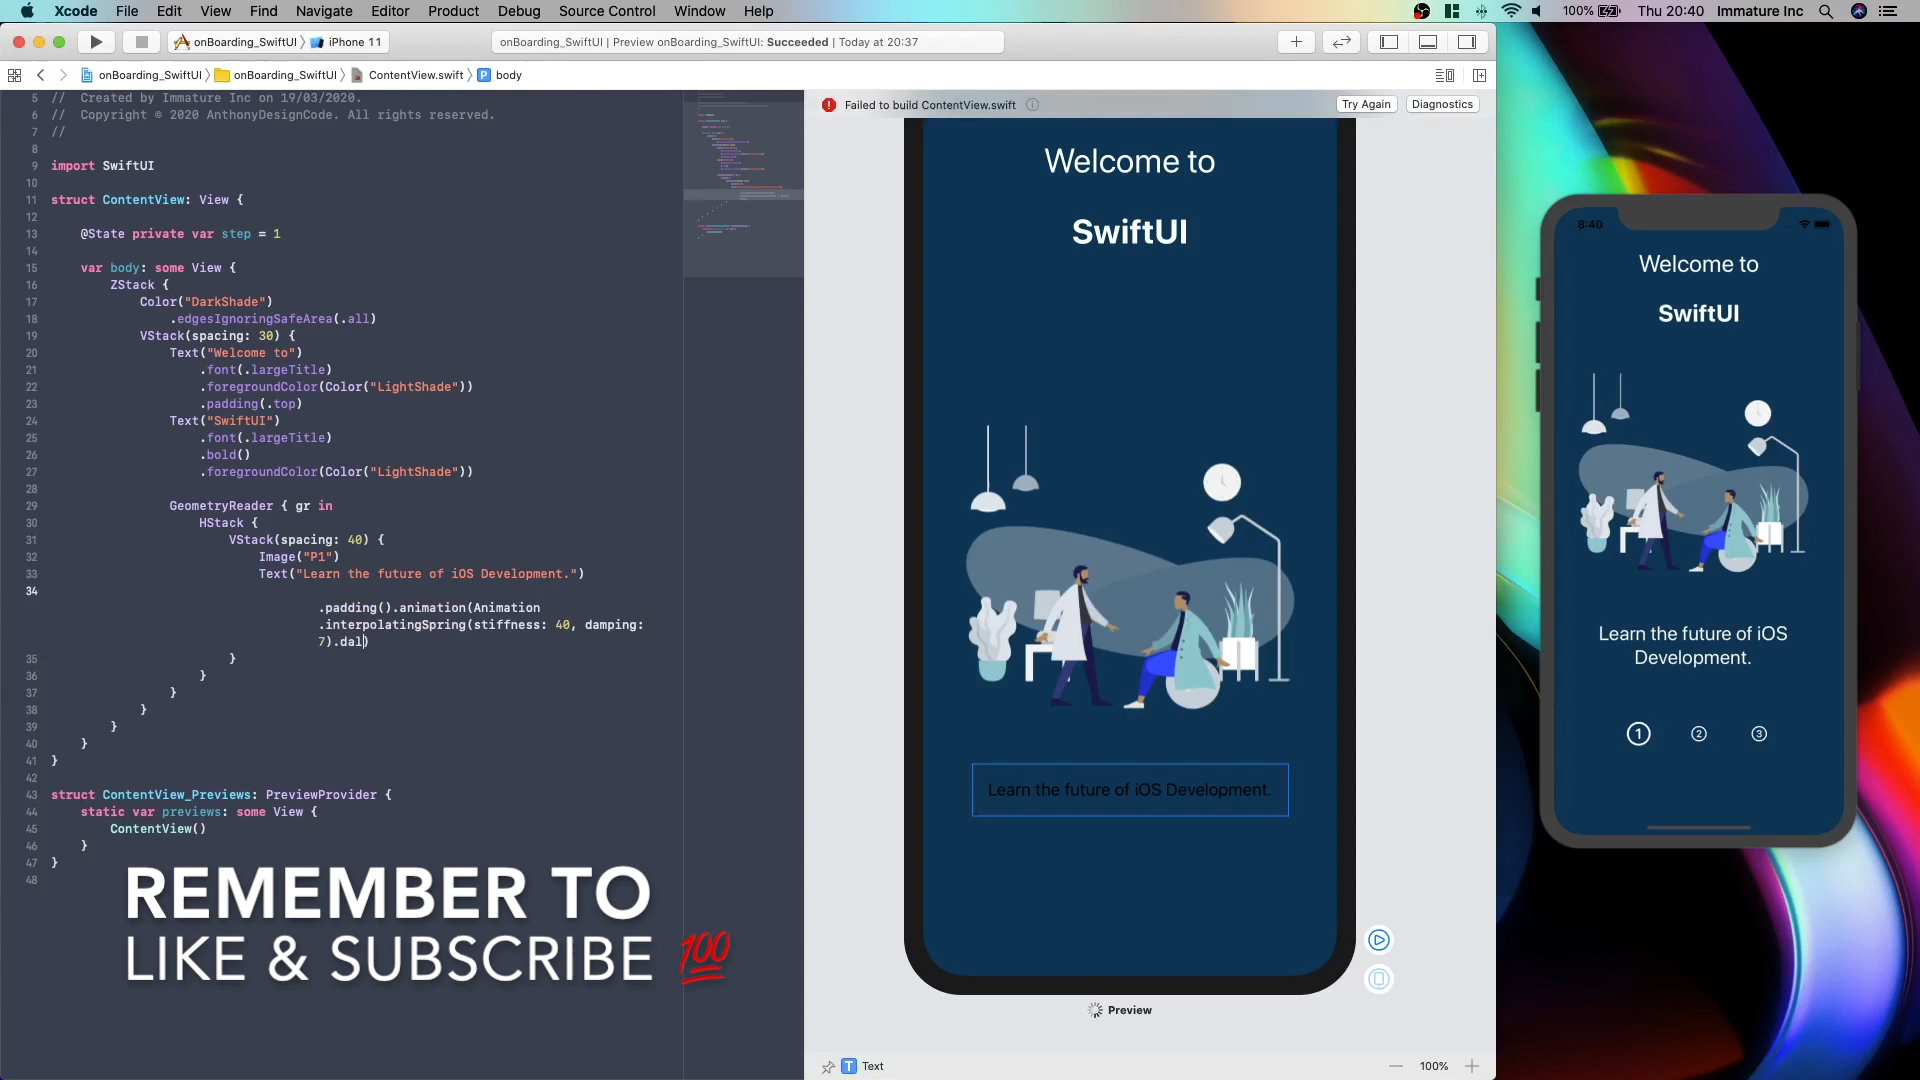 Xcode File Edit View Find Navigate Editor Product Debug Source Control Window Help
100% Thu 20:40 Immature Inc
onBoarding_SwiftUI 〉 iPhone 11
onBoarding_SwiftUI | Preview onBoarding_SwiftUI: Succeeded | Today at 20:37
onBoarding_SwiftUI 〉 onBoarding_SwiftUI 〉 ContentView.swift 〉 P body
5 //  Created by Immature Inc on 19/03/2020.
6 //  Copyright © 2020 AnthonyDesignCode. All rights reserved.
7 //
8
9 import SwiftUI
10
11 struct ContentView: View {
12
13     @State private var step = 1
14
15     var body: some View {
16         ZStack {
17             Color("DarkShade")
18                 .edgesIgnoringSafeArea(.all)
19             VStack(spacing: 30) {
20                 Text("Welcome to")
21                     .font(.largeTitle)
22                     .foregroundColor(Color("LightShade"))
23                     .padding(.top)
24                 Text("SwiftUI")
25                     .font(.largeTitle)
26                     .bold()
27                     .foregroundColor(Color("LightShade"))
28
29                 GeometryReader { gr in
30                     HStack {
31                         VStack(spacing: 40) {
32                             Image("P1")
33                             Text("Learn the future of iOS Development.")
34
.padding().animation(Animation
.interpolatingSpring(stiffness: 40, damping:
7).dal)
35                         }
36                     }
37                 }
38             }
39         }
40     }
41 }
42
43 struct ContentView_Previews: PreviewProvider {
44     static var previews: some View {
45         ContentView()
46     }
47 }
48
REMEMBER TO
LIKE & SUBSCRIBE 100
Failed to build ContentView.swift
Try Again Diagnostics
Welcome to
SwiftUI
Learn the future of iOS Development.
Preview
T Text
100%
8:40
Welcome to
SwiftUI
Learn the future of iOS
Development.
1 2 3